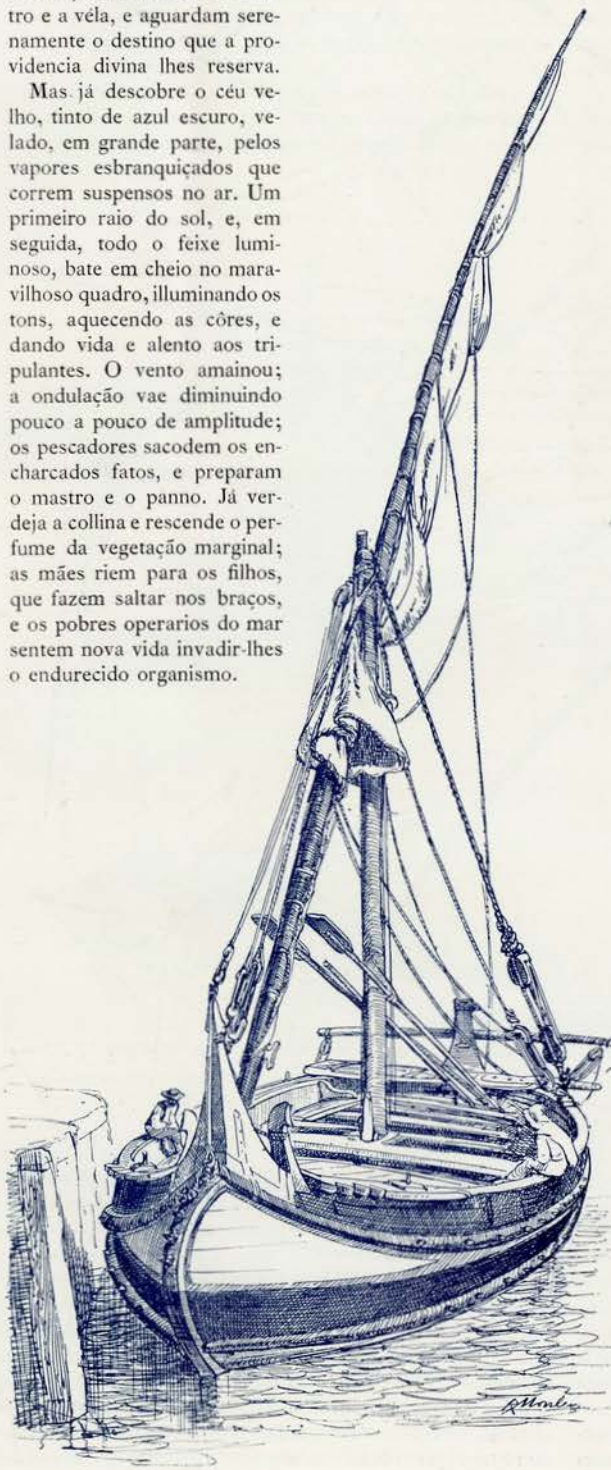 tro e a véla, e aguardam sere-
namente o destino que a pro-
videncia divina lhes reserva.
Mas já descobre o céu ve-
lho, tinto de azul escuro, ve-
lado, em grande parte, pelos
vapores esbranquiçados que
correm suspensos no ar. Um
primeiro raio do sol, e, em
seguida, todo o feixe lumi-
noso, bate em cheio no mara-
vilhoso quadro, illuminando os
tons, aquecendo as côres, e
dando vida e alento aos tri-
pulantes. O vento amainou;
a ondulação vae diminuindo
pouco a pouco de amplitude;
os pescadores sacodem os en-
charcados fatos, e preparam
o mastro e o panno. Já ver-
deja a collina e rescende o per-
fume da vegetação marginal;
as mães riem para os filhos,
que fazem saltar nos braços,
e os pobres operarios do mar
sentem nova vida invadir-lhes
o endurecido organismo.